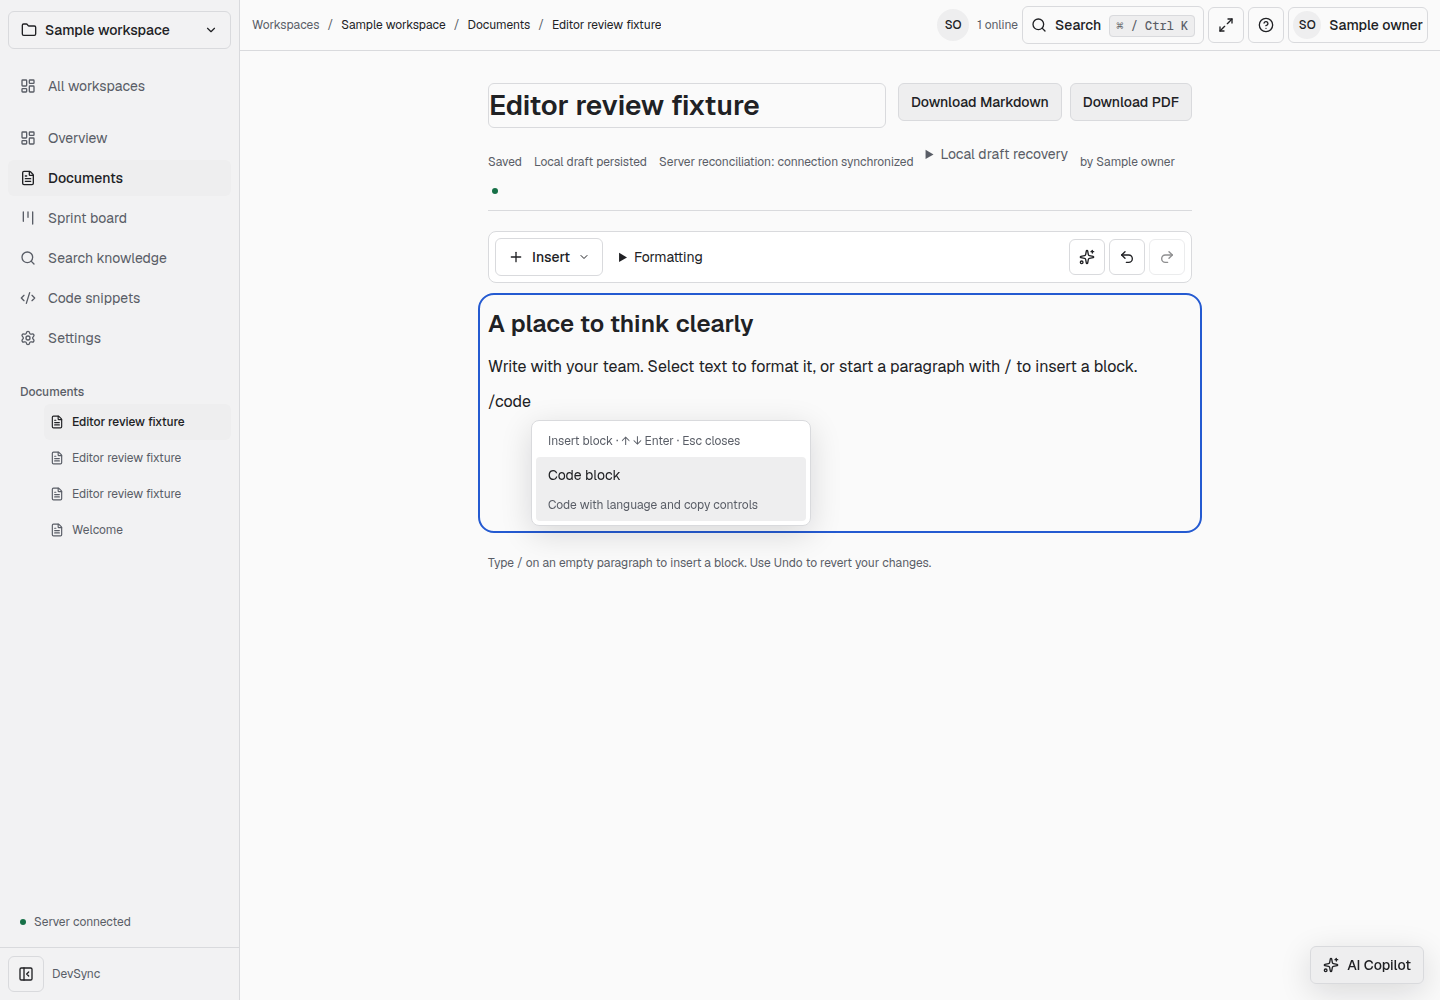 Sample workspace
All workspaces
Overview
Documents
Sprint board
Search knowledge
Code snippets
Settings
Documents
Editor review fixture
Editor review fixture
Editor review fixture
Welcome
Server connected
DevSync
Workspaces / Sample workspace / Documents / Editor review fixture
SO 1 online Search ⌘ / Ctrl K SO Sample owner
Editor review fixture
Download Markdown Download PDF
Saved Local draft persisted Server reconciliation: connection synchronized ▶ Local draft recovery by Sample owner
Insert ▶ Formatting
A place to think clearly
Write with your team. Select text to format it, or start a paragraph with / to insert a block.
/code
Insert block · ↑ ↓ Enter · Esc closes
Code block
Code with language and copy controls
Type / on an empty paragraph to insert a block. Use Undo to revert your changes.
AI Copilot